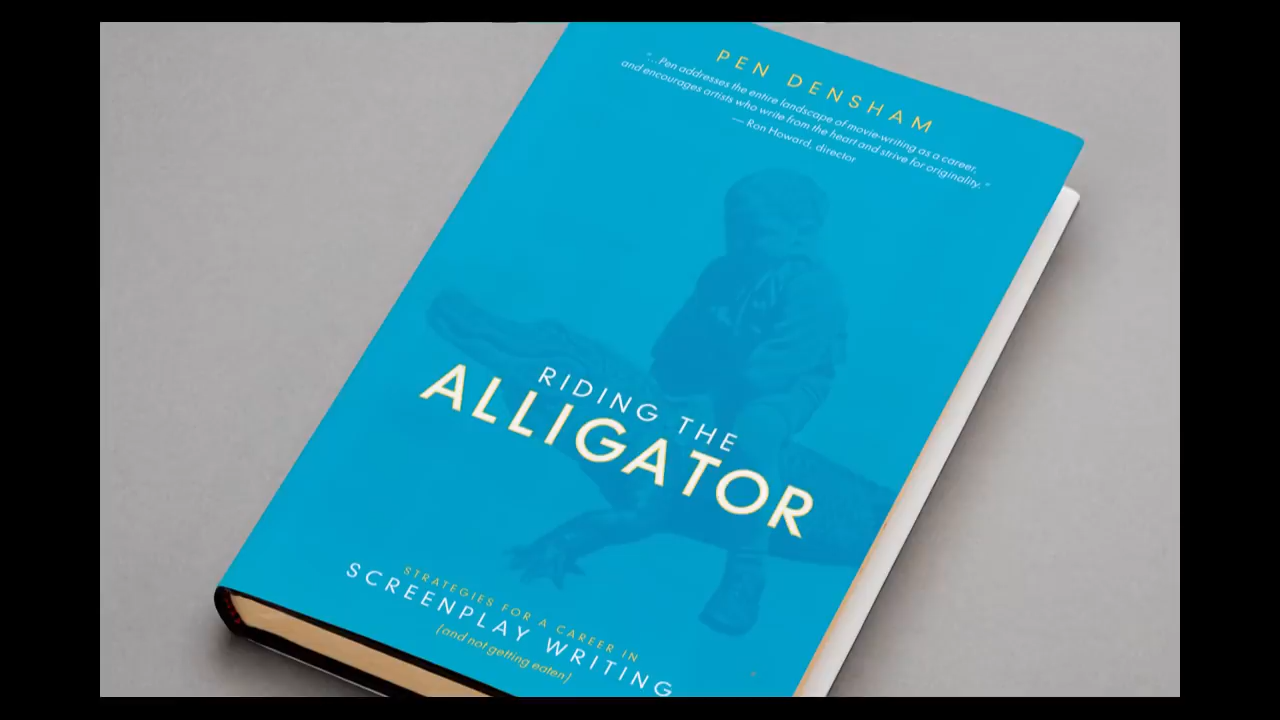 PEN DENSHAM
"...Pen addresses the entire landscape of movie-writing as a career,
and encourages artists who write from the heart and strive for originality."
— Ron Howard, director
RIDING THE
ALLIGATOR
STRATEGIES FOR A CAREER IN
SCREENPLAY WRITING
[and not getting eaten]